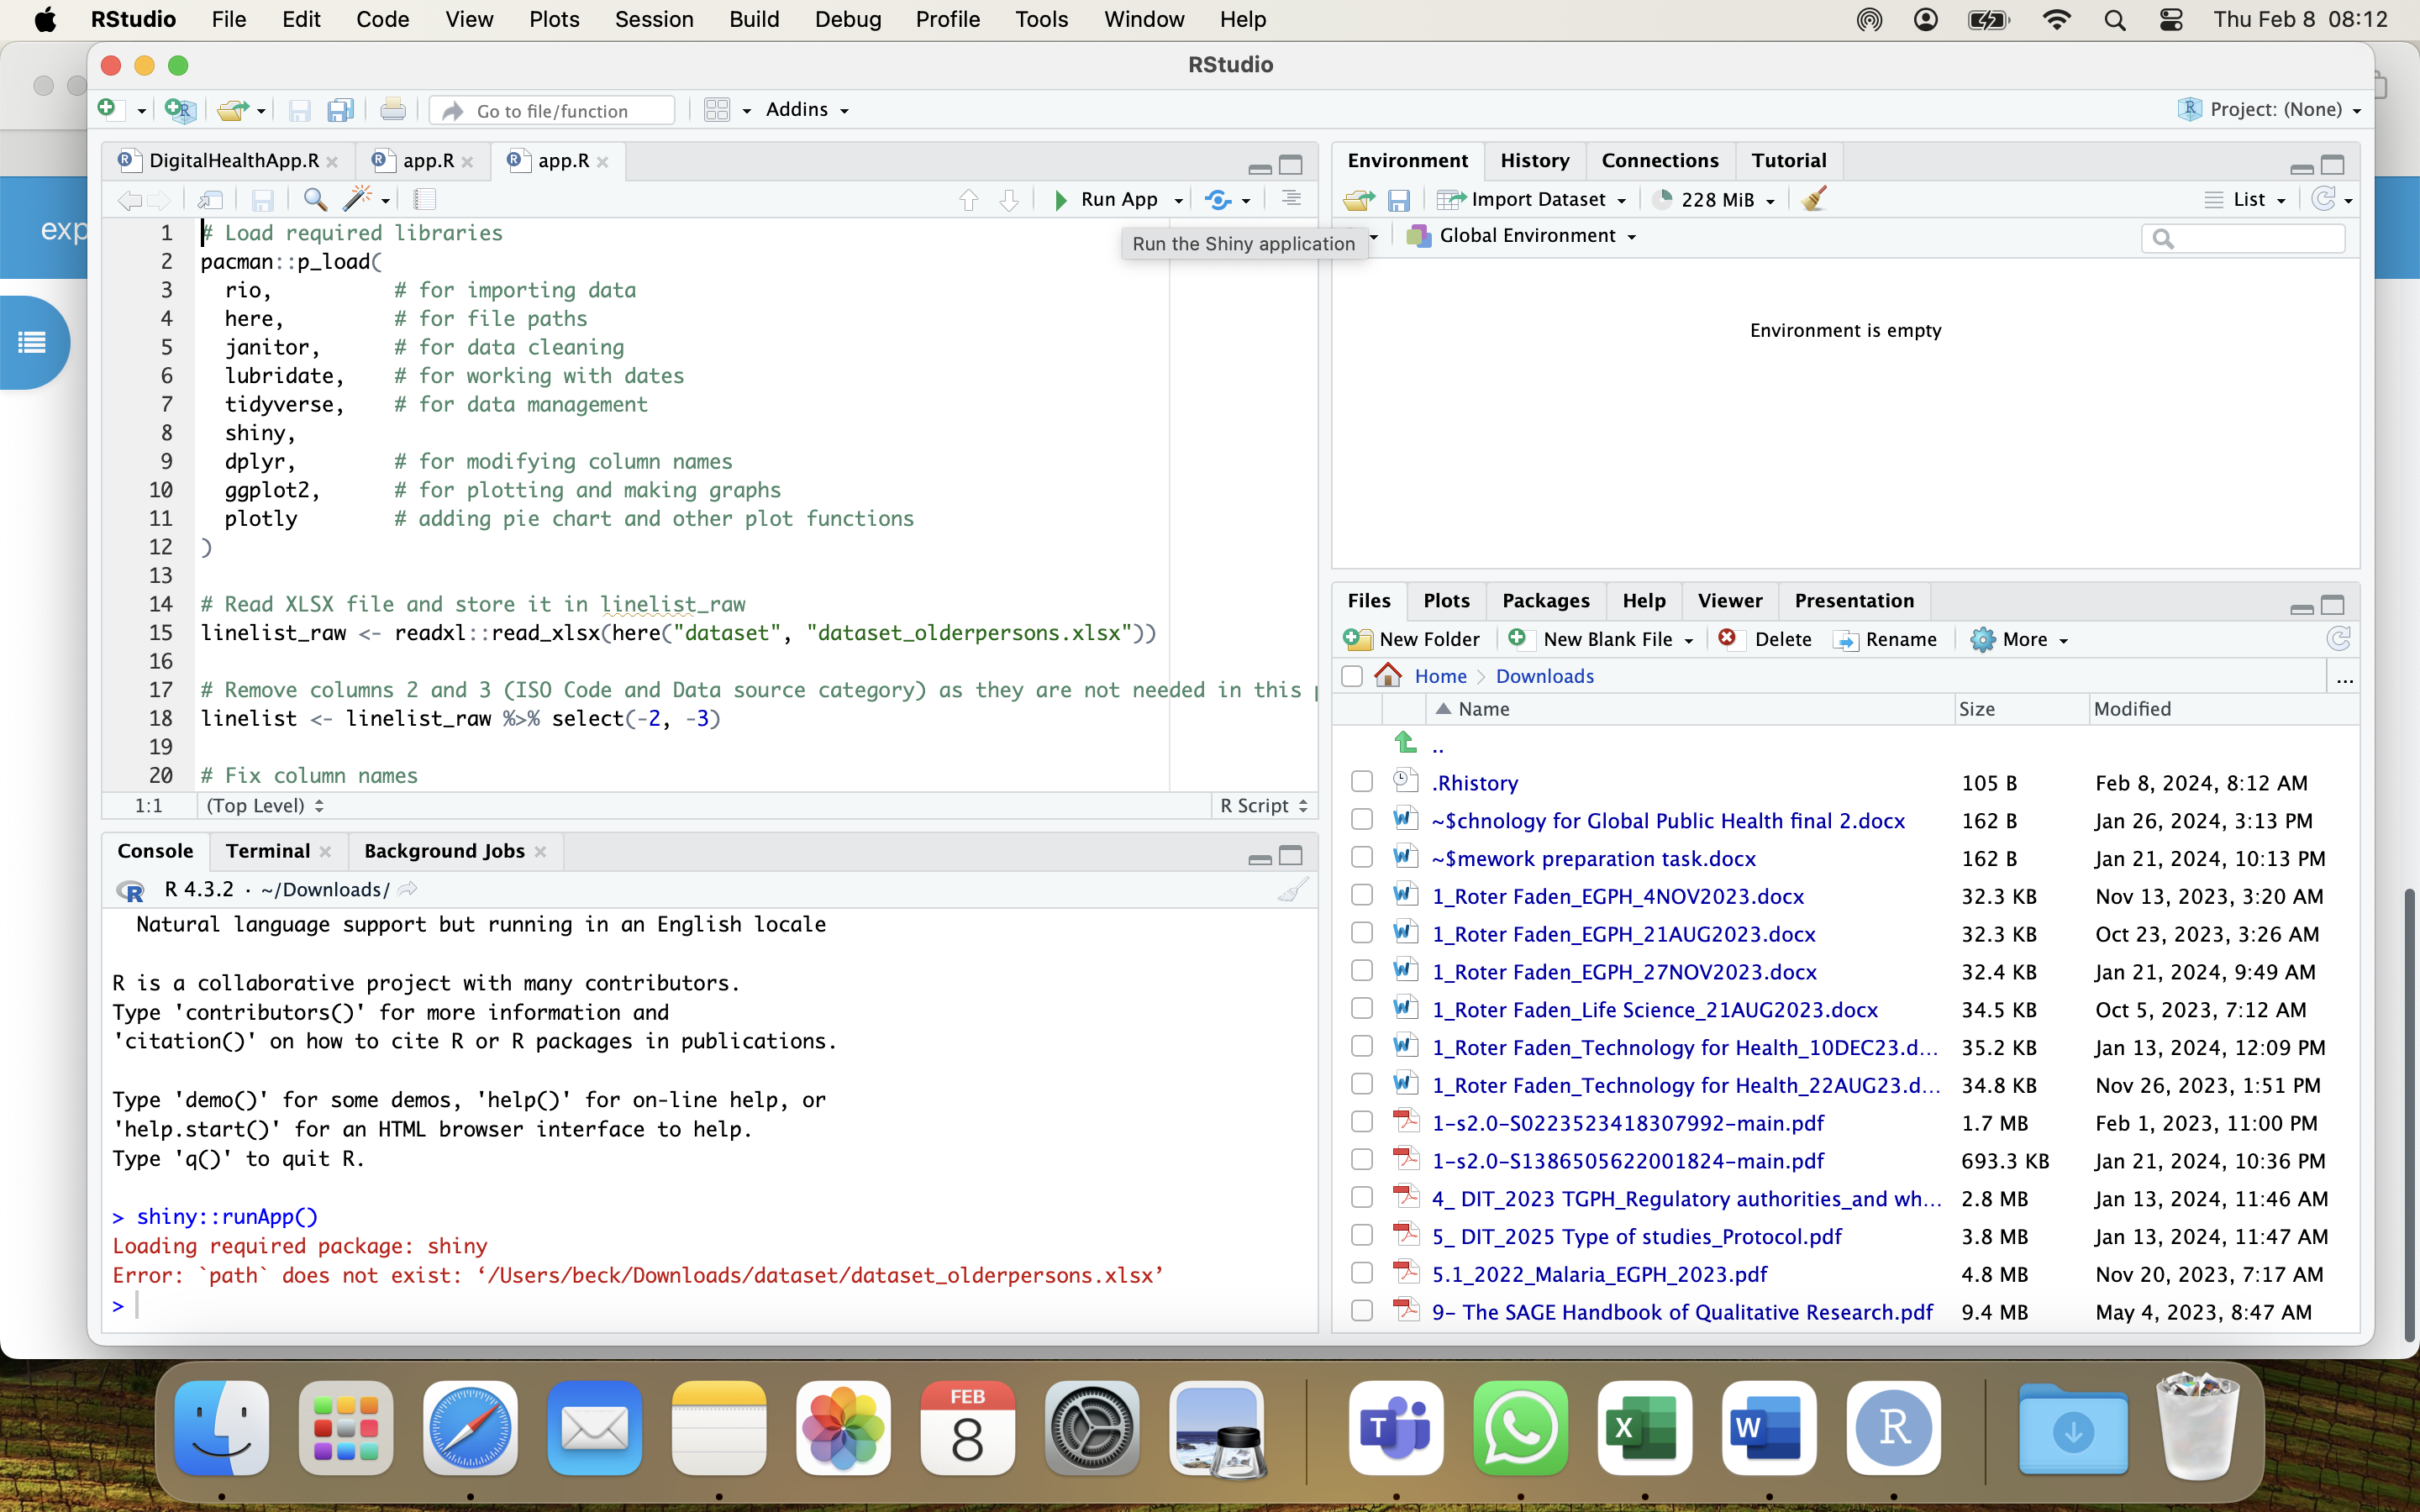 RStudio File Edit Code View Plots Session Build Debug Profile Tools Window Help Thu Feb 8 08:12
RStudio
Go to file/function Addins Project: (None)
DigitalHealthApp.R app.R app.R
Run App
Run the Shiny application
exp
1 # Load required libraries
2 pacman::p_load(
3 rio, # for importing data
4 here, # for file paths
5 janitor, # for data cleaning
6 lubridate, # for working with dates
7 tidyverse, # for data management
8 shiny,
9 dplyr, # for modifying column names
10 ggplot2, # for plotting and making graphs
11 plotly # adding pie chart and other plot functions
12 )
13
14 # Read XLSX file and store it in linelist_raw
15 linelist_raw <- readxl::read_xlsx(here("dataset", "dataset_olderpersons.xlsx"))
16
17 # Remove columns 2 and 3 (ISO Code and Data source category) as they are not needed in this
18 linelist <- linelist_raw %>% select(-2, -3)
19
20 # Fix column names
1:1 (Top Level) R Script
Console Terminal Background Jobs
R R 4.3.2 · ~/Downloads/
Natural language support but running in an English locale
R is a collaborative project with many contributors.
Type 'contributors()' for more information and
'citation()' on how to cite R or R packages in publications.
Type 'demo()' for some demos, 'help()' for on-line help, or
'help.start()' for an HTML browser interface to help.
Type 'q()' to quit R.
> shiny::runApp()
Loading required package: shiny
Error: `path` does not exist: ‘/Users/beck/Downloads/dataset/dataset_olderpersons.xlsx’
>
Environment History Connections Tutorial
Import Dataset 228 MiB List
Global Environment
Environment is empty
Files Plots Packages Help Viewer Presentation
New Folder New Blank File Delete Rename More
Home Downloads ...
Name Size Modified
..
.Rhistory 105 B Feb 8, 2024, 8:12 AM
~$chnology for Global Public Health final 2.docx 162 B Jan 26, 2024, 3:13 PM
~$mework preparation task.docx 162 B Jan 21, 2024, 10:13 PM
1_Roter Faden_EGPH_4NOV2023.docx 32.3 KB Nov 13, 2023, 3:20 AM
1_Roter Faden_EGPH_21AUG2023.docx 32.3 KB Oct 23, 2023, 3:26 AM
1_Roter Faden_EGPH_27NOV2023.docx 32.4 KB Jan 21, 2024, 9:49 AM
1_Roter Faden_Life Science_21AUG2023.docx 34.5 KB Oct 5, 2023, 7:12 AM
1_Roter Faden_Technology for Health_10DEC23.d... 35.2 KB Jan 13, 2024, 12:09 PM
1_Roter Faden_Technology for Health_22AUG23.d... 34.8 KB Nov 26, 2023, 1:51 PM
1-s2.0-S0223523418307992-main.pdf 1.7 MB Feb 1, 2023, 11:00 PM
1-s2.0-S1386505622001824-main.pdf 693.3 KB Jan 21, 2024, 10:36 PM
4_ DIT_2023 TGPH_Regulatory authorities_and wh... 2.8 MB Jan 13, 2024, 11:46 AM
5_ DIT_2025 Type of studies_Protocol.pdf 3.8 MB Jan 13, 2024, 11:47 AM
5.1_2022_Malaria_EGPH_2023.pdf 4.8 MB Nov 20, 2023, 7:17 AM
9- The SAGE Handbook of Qualitative Research.pdf 9.4 MB May 4, 2023, 8:47 AM
FEB
8
T X W R